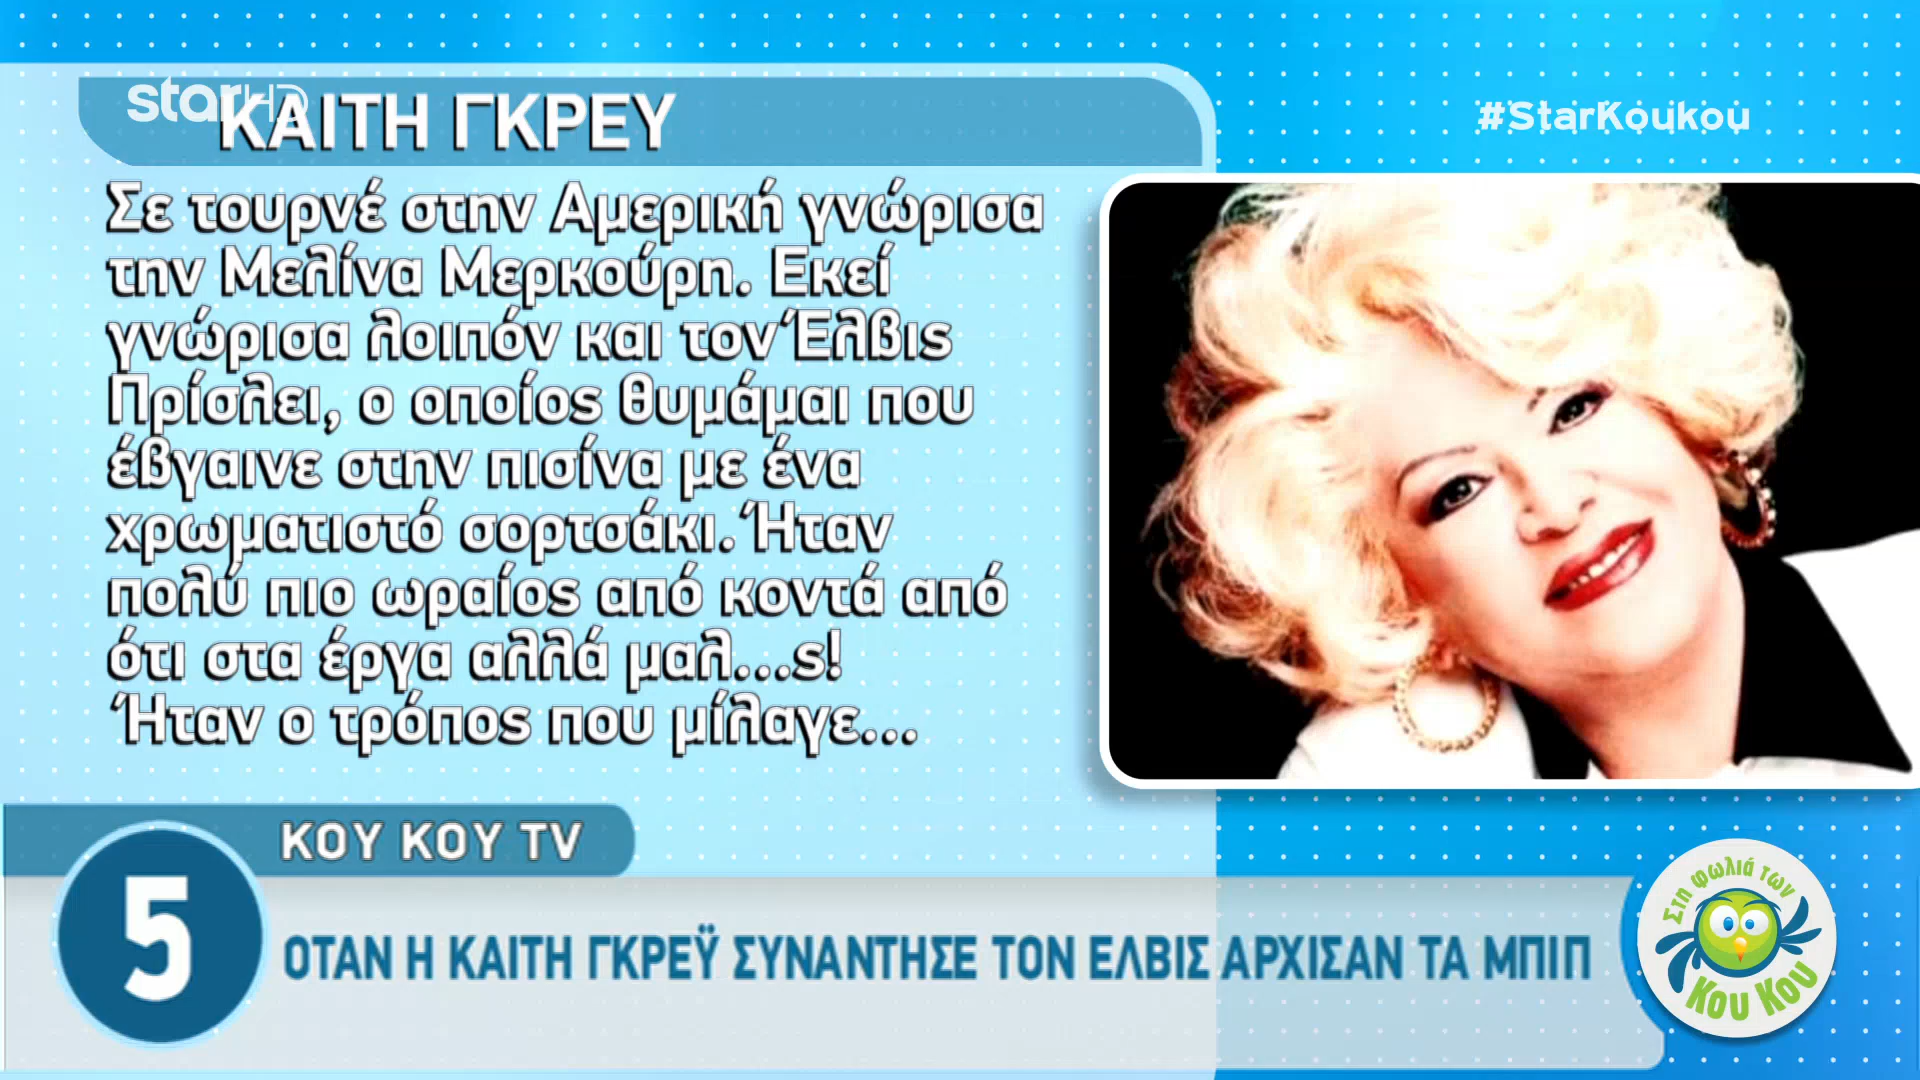 star HD
ΚΑΙΤΗ ΓΚΡΕΥ
#StarKoukou
Σε τουρνέ στην Αμερική γνώρισα
την Μελίνα Μερκούρη. Εκεί
γνώρισα λοιπόν και τον Έλβις
Πρίσλει, ο οποίος θυμάμαι που
έβγαινε στην πισίνα με ένα
χρωματιστό σορτσάκι. Ήταν
πολύ πιο ωραίος από κοντά από
ότι στα έργα αλλά μαλ...ς!
Ήταν ο τρόπος που μίλαγε...
ΚΟΥ ΚΟΥ TV
5
ΟΤΑΝ Η ΚΑΙΤΗ ΓΚΡΕΫ ΣΥΝΑΝΤΗΣΕ ΤΟΝ ΕΛΒΙΣ ΑΡΧΙΣΑΝ ΤΑ ΜΠΙΠ
Στη φωλιά των
Κου Κου